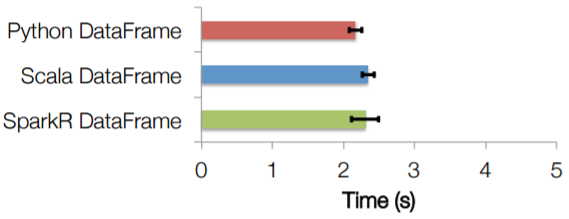 Python DataFrame
Scala DataFrame
SparkR DataFrame
0 1 2 3 4 5
Time (s)